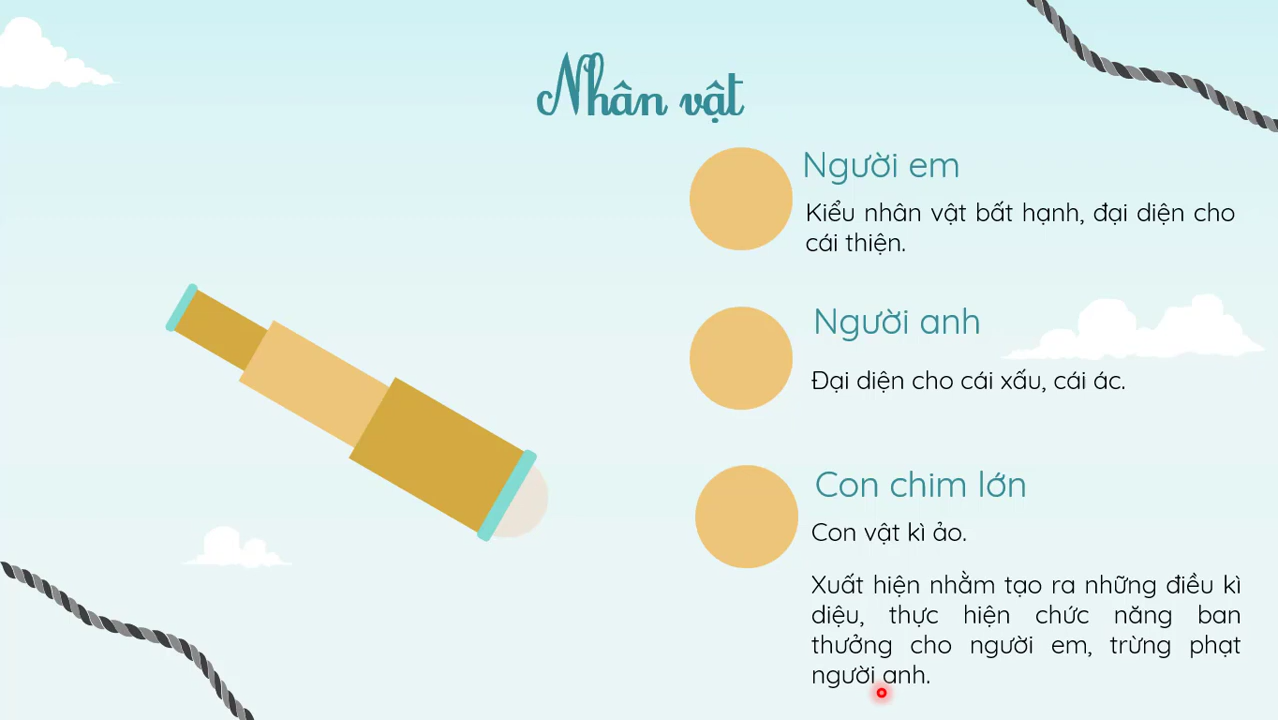 Nhân vật
Người em
Kiểu nhân vật bất hạnh, đại diện cho
cái thiện.
Người anh
Đại diện cho cái xấu, cái ác.
Con chim lớn
Con vật kì ảo.
Xuất hiện nhằm tạo ra những điều kì
diệu, thực hiện chức năng ban
thưởng cho người em, trừng phạt
người anh.